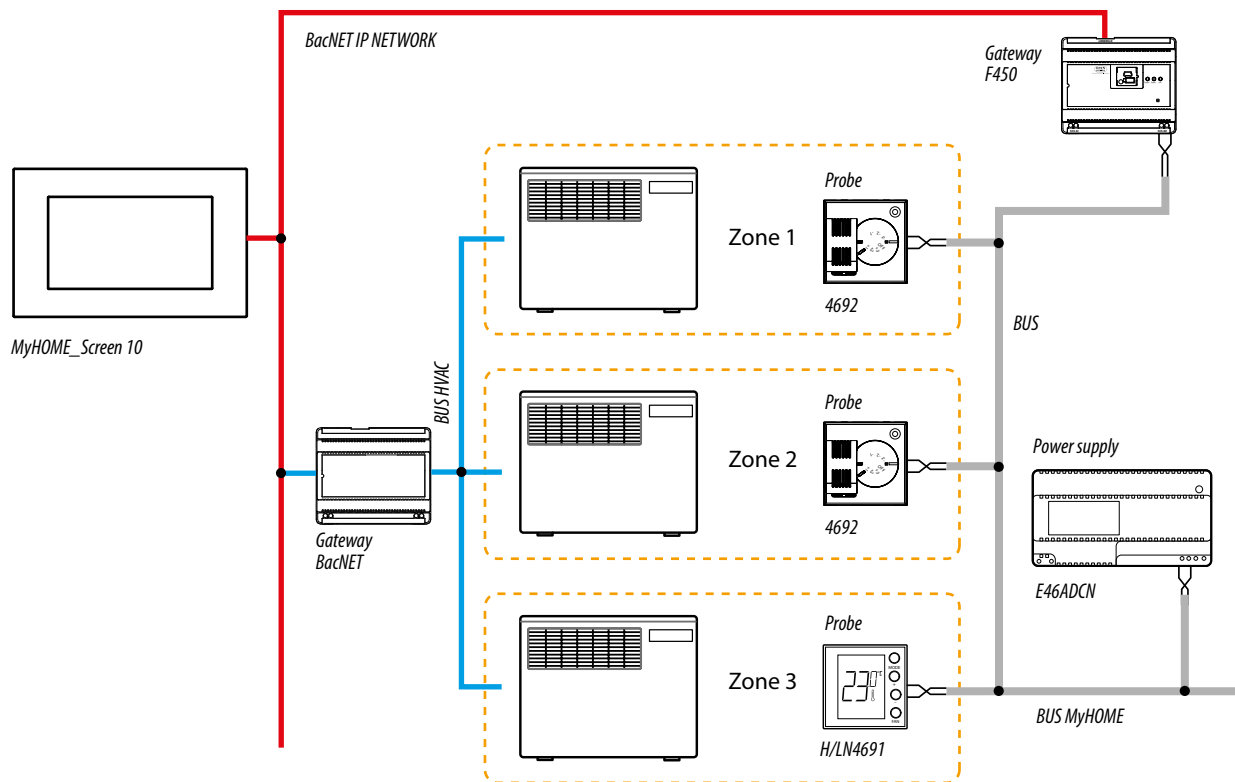 BacNET IP NETWORK
Gateway
F450
MyHOME_Screen 10
BUS HVAC
Gateway
BacNET
Zone 1
Probe
4692
BUS
Zone 2
Probe
4692
Power supply
E46ADCN
Zone 3
Probe
23.0°C
MODE
H/LN4691
BUS MyHOME